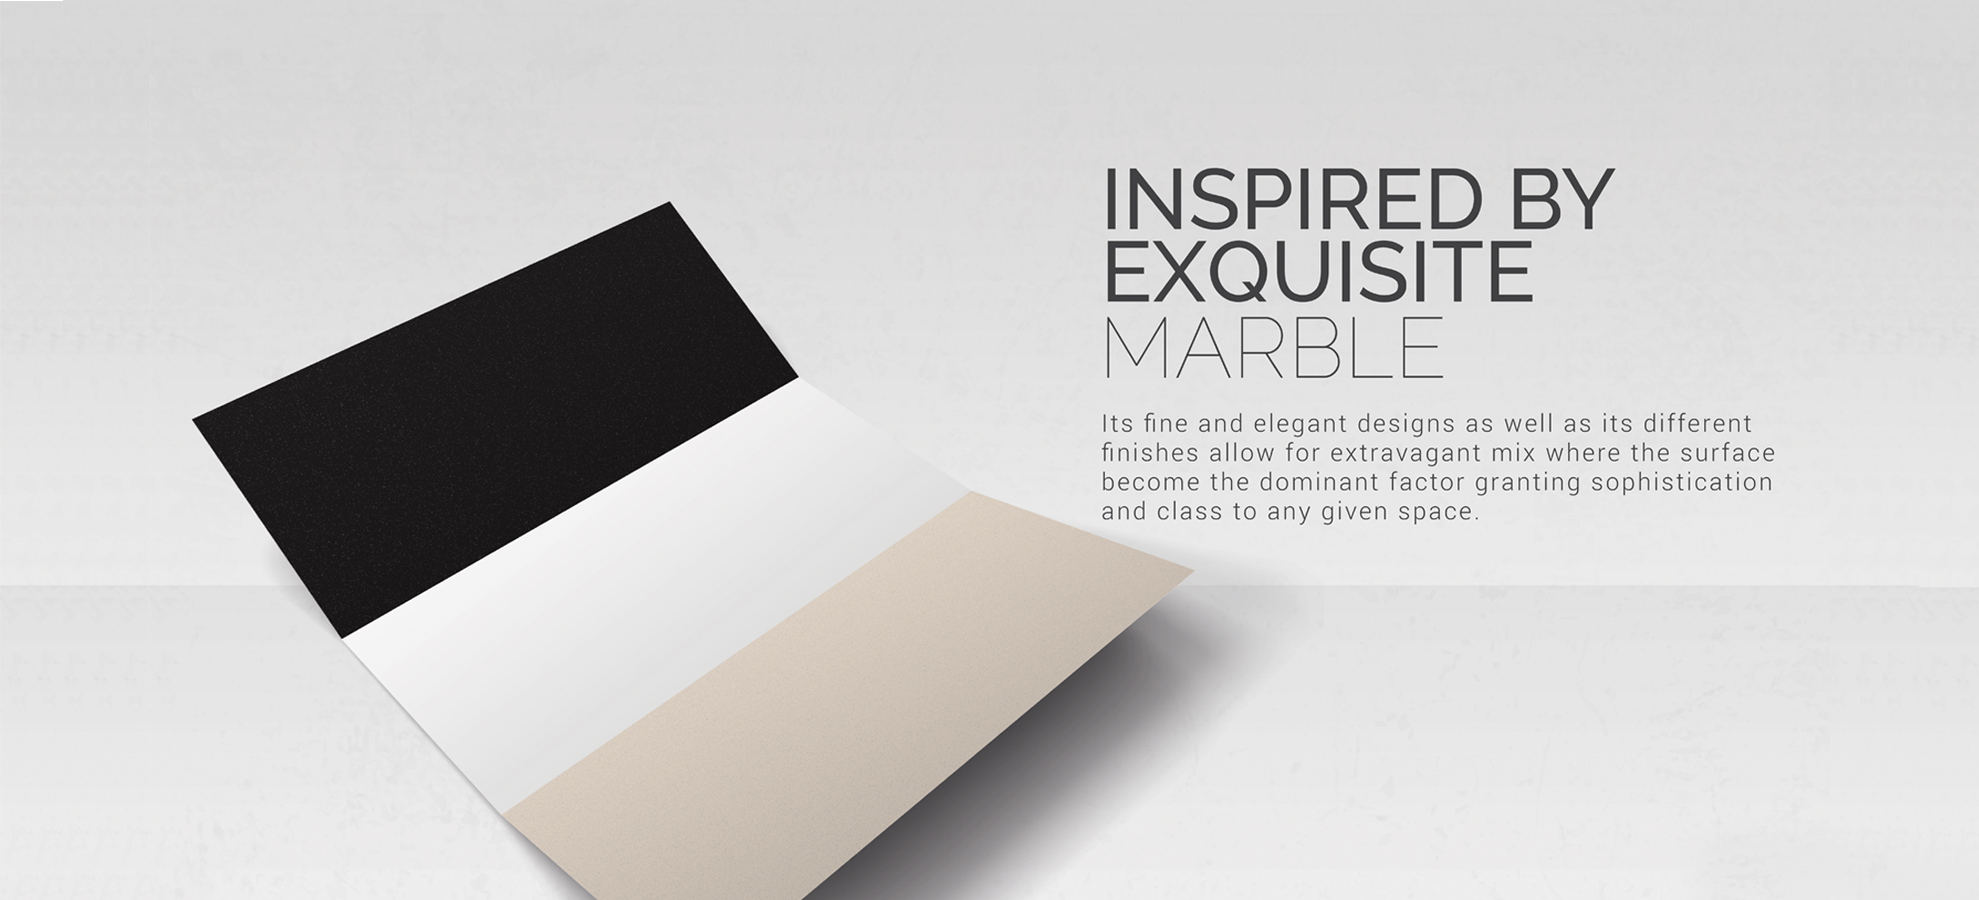 INSPIRED BY
EXQUISITE
MARBLE
Its fine and elegant designs as well as its different
finishes allow for extravagant mix where the surface
become the dominant factor granting sophistication
and class to any given space.